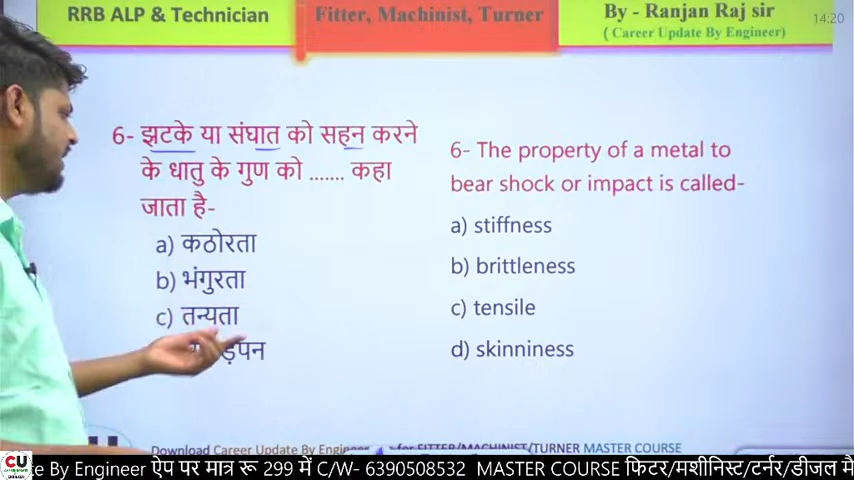 RRB ALP & Technician
Fitter, Machinist, Turner
By - Ranjan Raj sir
( Career Update By Engineer)
14:20
6- झटके या संघात को सहन करने
के धातु के गुण को ....... कहा
जाता है-
a) कठोरता
b) भंगुरता
c) तन्यता
6- The property of a metal to
bear shock or impact is called-
a) stiffness
b) brittleness
c) tensile
d) skinniness
Download Career Update By Engineer for FITTER/MACHINIST/TURNER MASTER COURSE
CU
By Engineer ऐप पर मात्र रू 299 में C/W- 6390508532 MASTER COURSE फिटर/मशीनिस्ट/टर्नर/डीजल